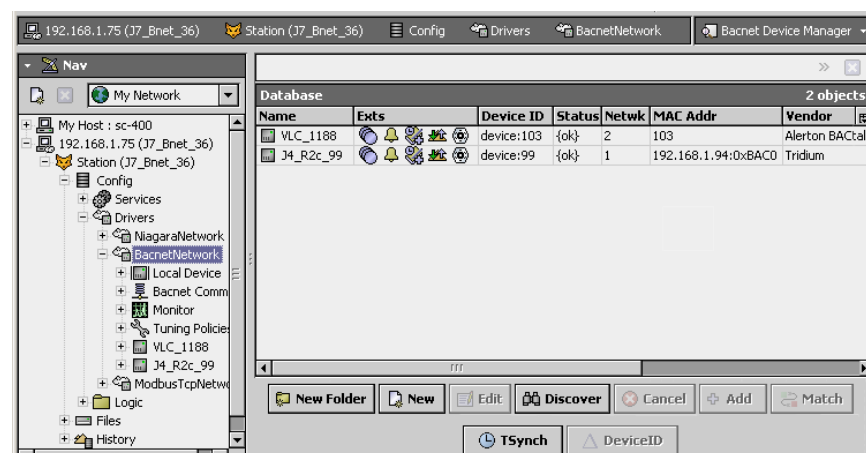 192.168.1.75 (J7_Bnet_36) Station (J7_Bnet_36) Config Drivers BacnetNetwork Bacnet Device Manager
Nav
My Network
My Host : sc-400
192.168.1.75 (J7_Bnet_36)
Station (J7_Bnet_36)
Config
Services
Drivers
NiagaraNetwork
BacnetNetwork
Local Device
Bacnet Comm
Monitor
Tuning Policies
VLC_1188
J4_R2c_99
ModbusTcpNetwo
Logic
Files
History
Database 2 objects
Name Exts Device ID Status Netwk MAC Addr Vendor
VLC_1188 device:103 {ok} 2 103 Alerton BACtal
J4_R2c_99 device:99 {ok} 1 192.168.1.94:0xBAC0 Tridium
New Folder New Edit Discover Cancel Add Match
TSynch DeviceID